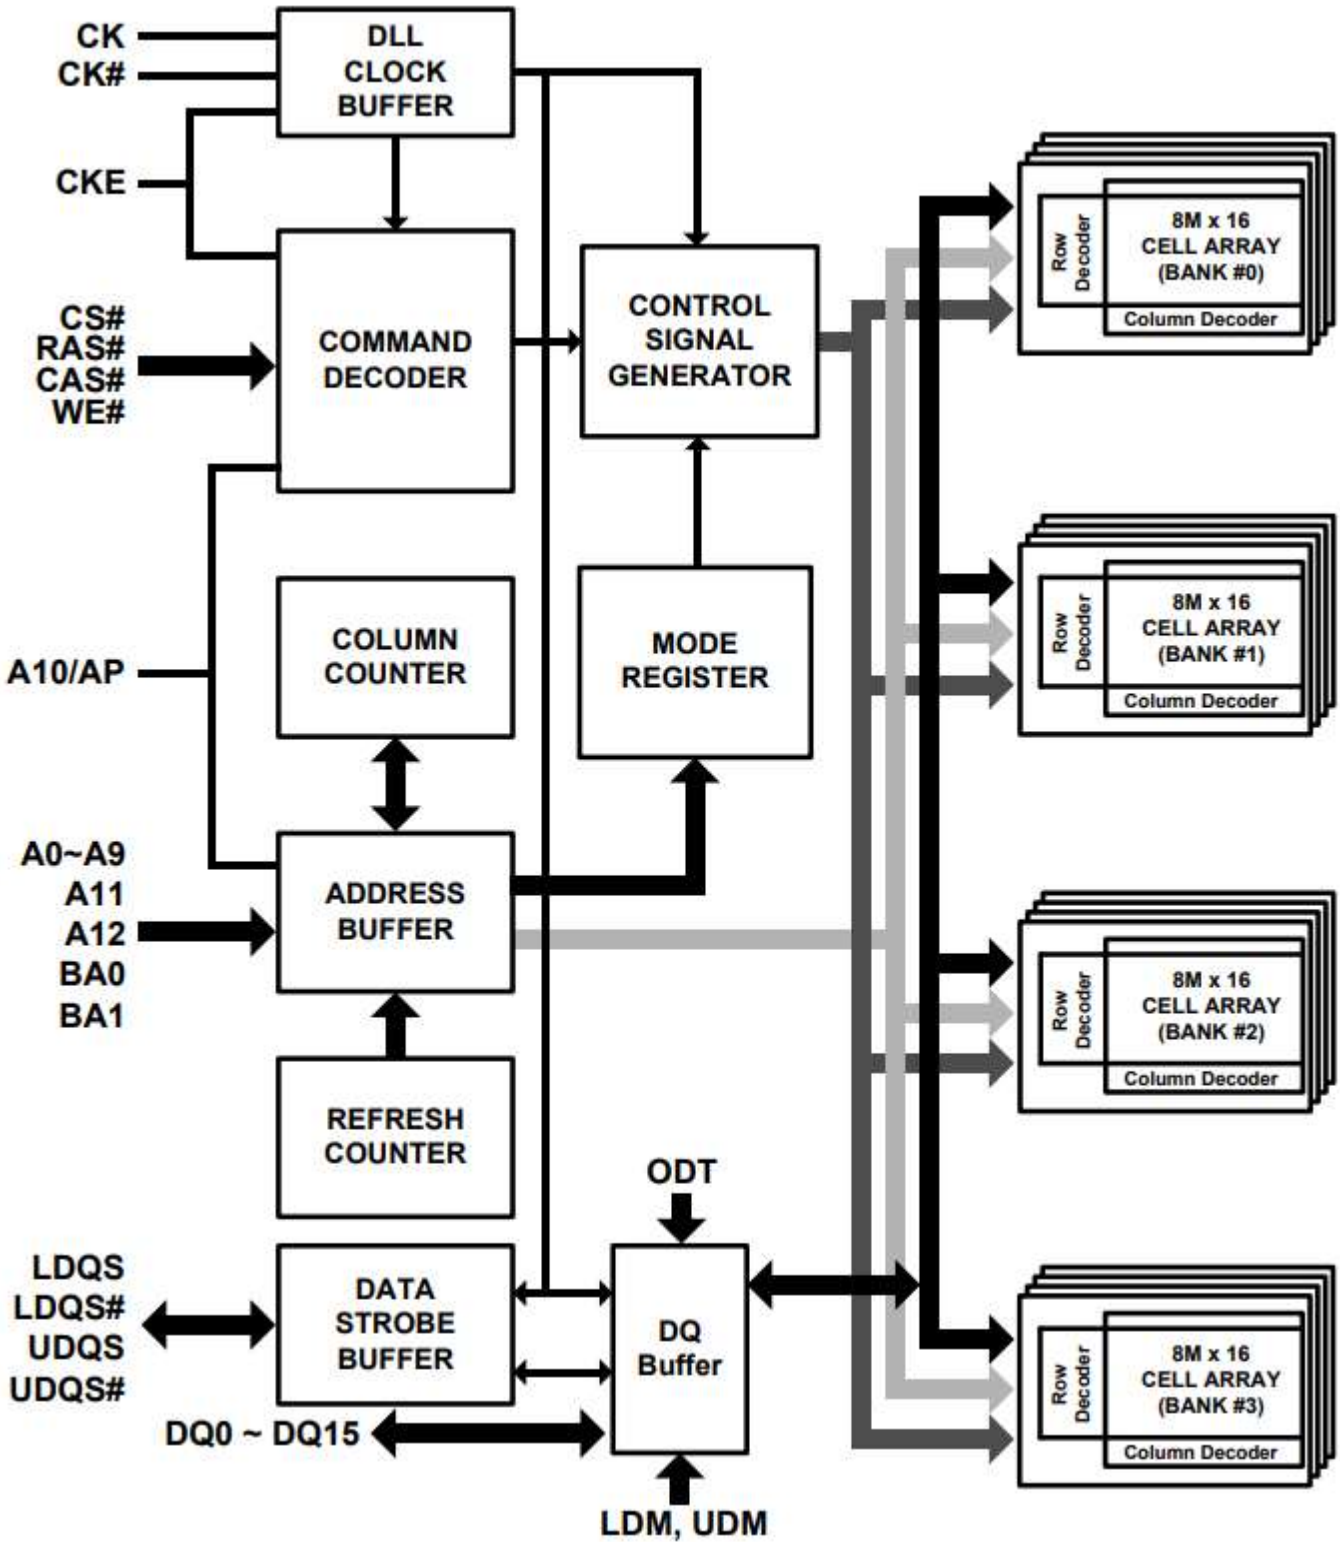 CK
CK#
CKE
CS#
RAS#
CAS#
WE#
A10/AP
A0~A9
A11
A12
BA0
BA1
LDQS
LDQS#
UDQS
UDQS#
DQ0 ~ DQ15
DLL
CLOCK
BUFFER
COMMAND
DECODER
CONTROL
SIGNAL
GENERATOR
COLUMN
COUNTER
MODE
REGISTER
ADDRESS
BUFFER
REFRESH
COUNTER
DATA
STROBE
BUFFER
ODT
DQ
Buffer
LDM, UDM
Row
Decoder
8M x 16
CELL ARRAY
(BANK #0)
Column Decoder
Row
Decoder
8M x 16
CELL ARRAY
(BANK #1)
Column Decoder
Row
Decoder
8M x 16
CELL ARRAY
(BANK #2)
Column Decoder
Row
Decoder
8M x 16
CELL ARRAY
(BANK #3)
Column Decoder